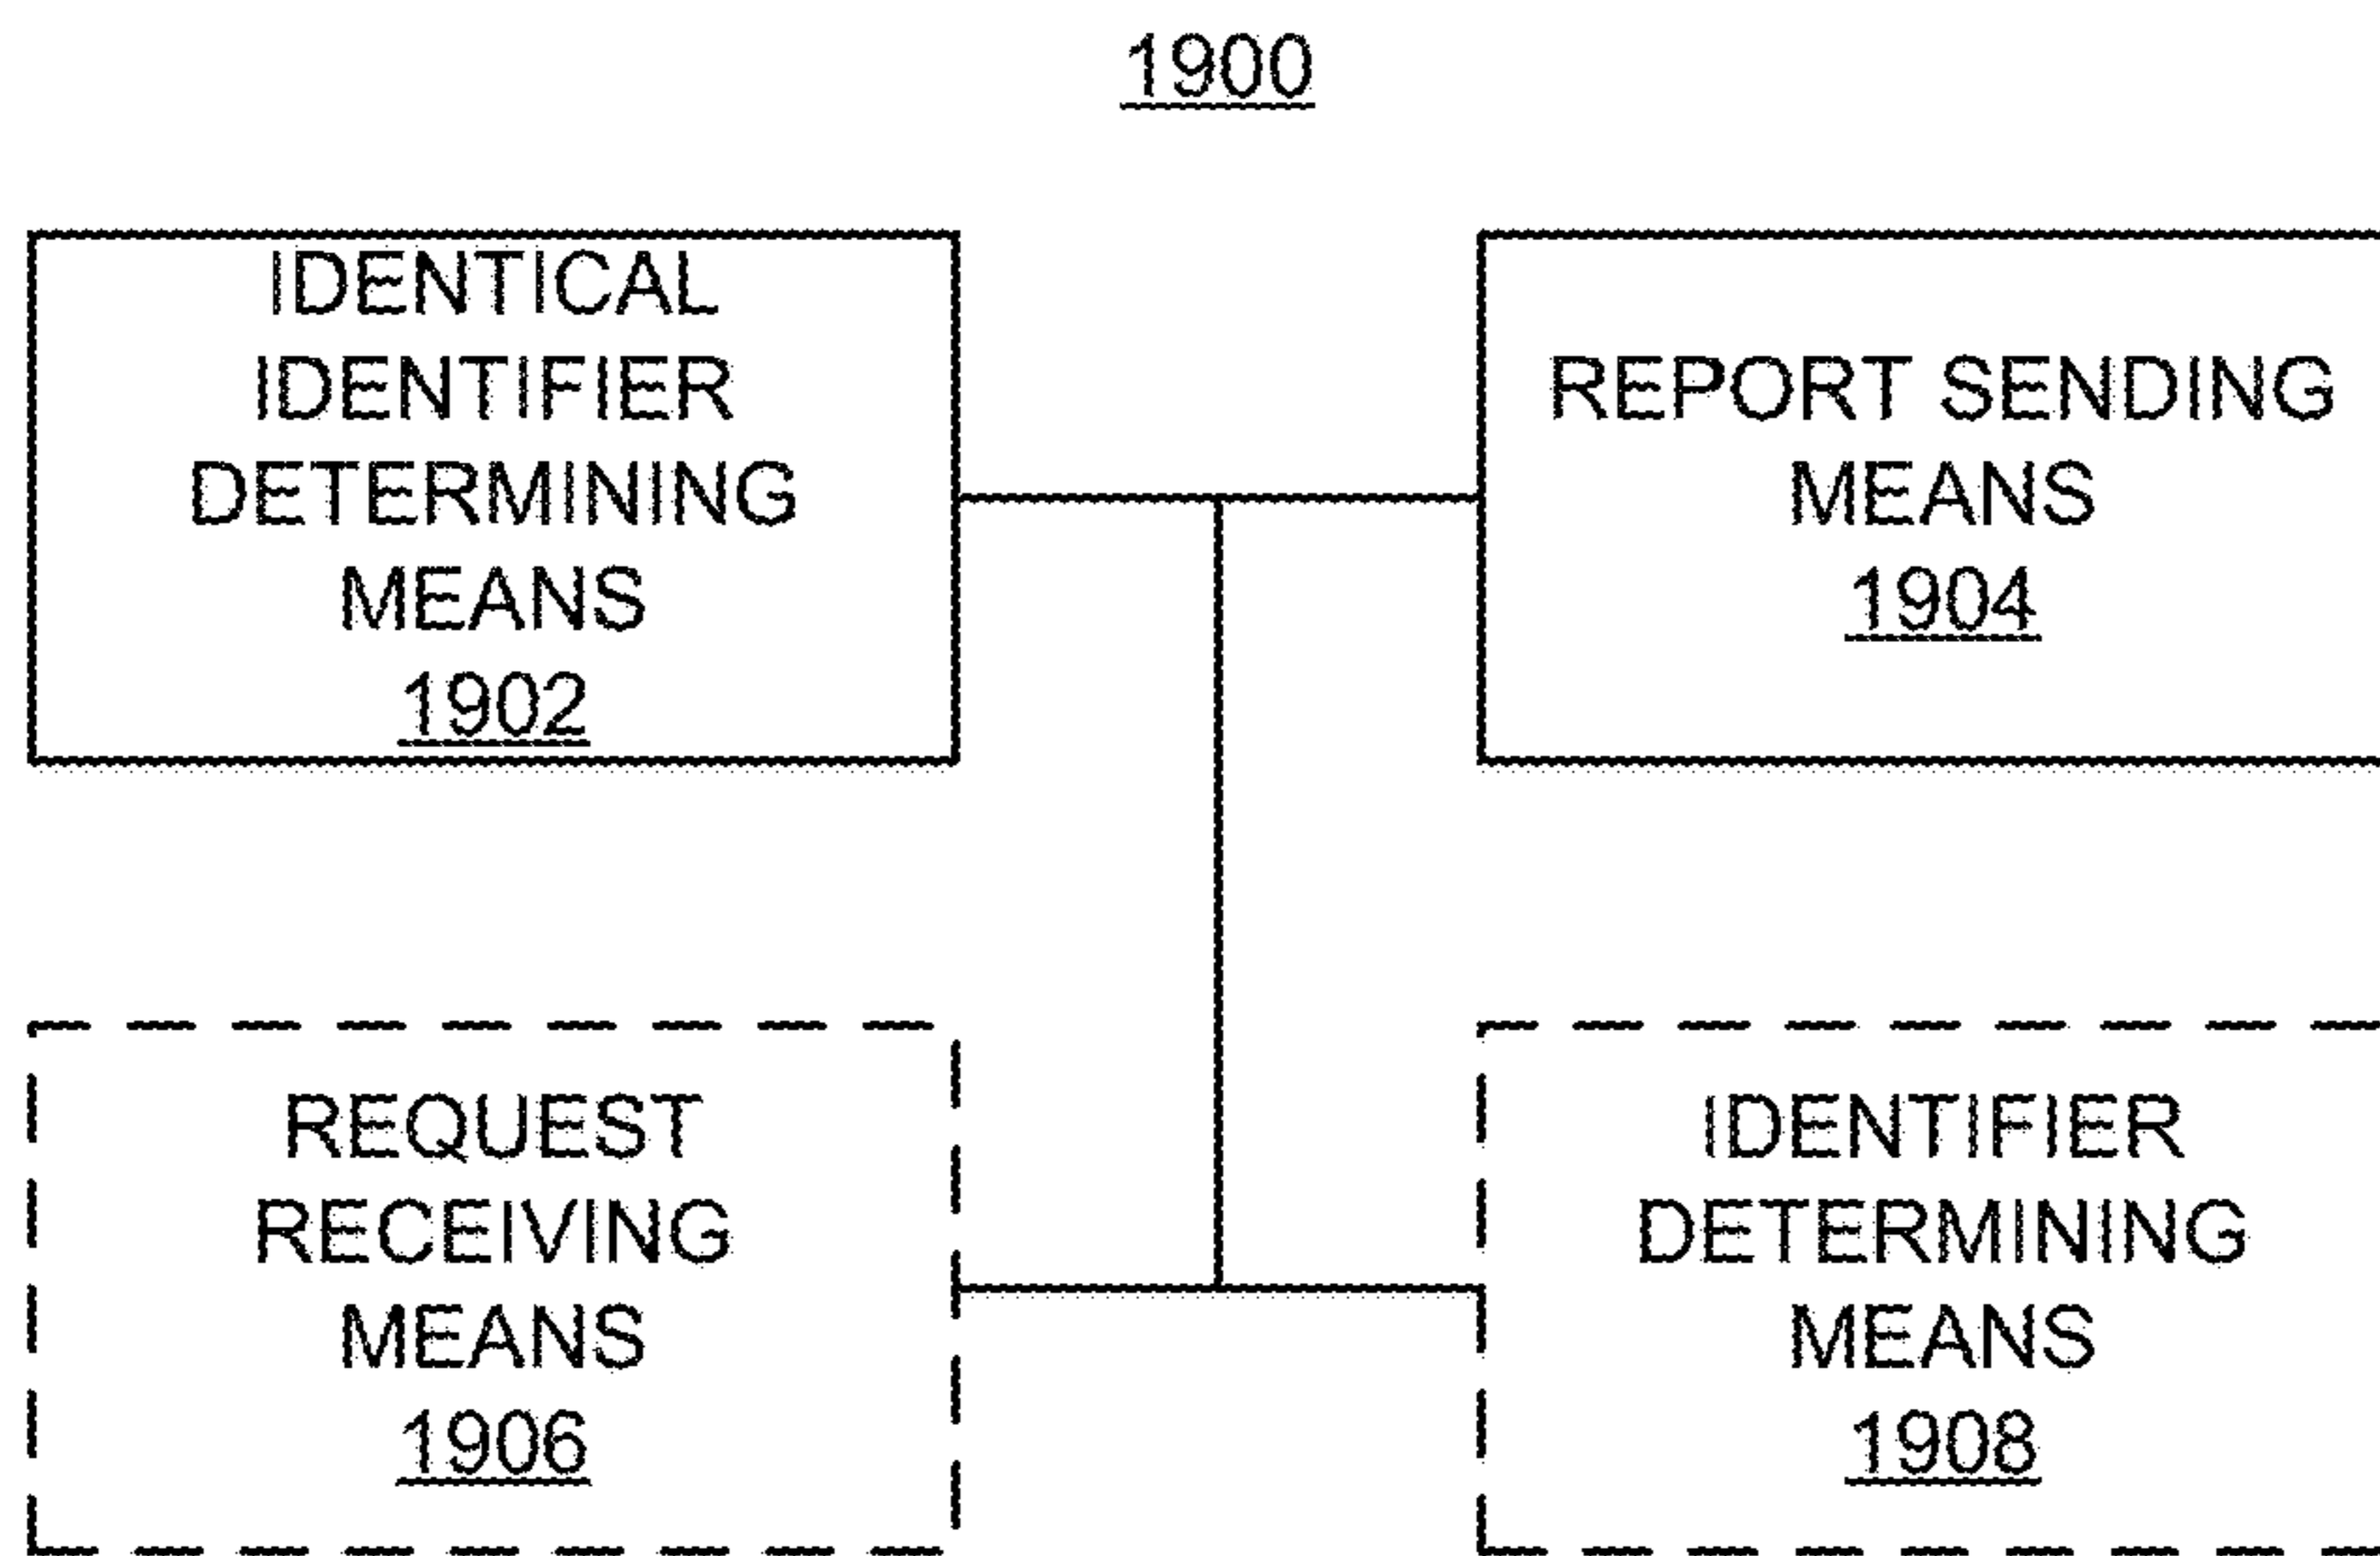 1900
IDENTICAL
IDENTIFIER
DETERMINING
MEANS
1902
REPORT SENDING
MEANS
1904
REQUEST
RECEIVING
MEANS
1906
IDENTIFIER
DETERMINING
MEANS
1908